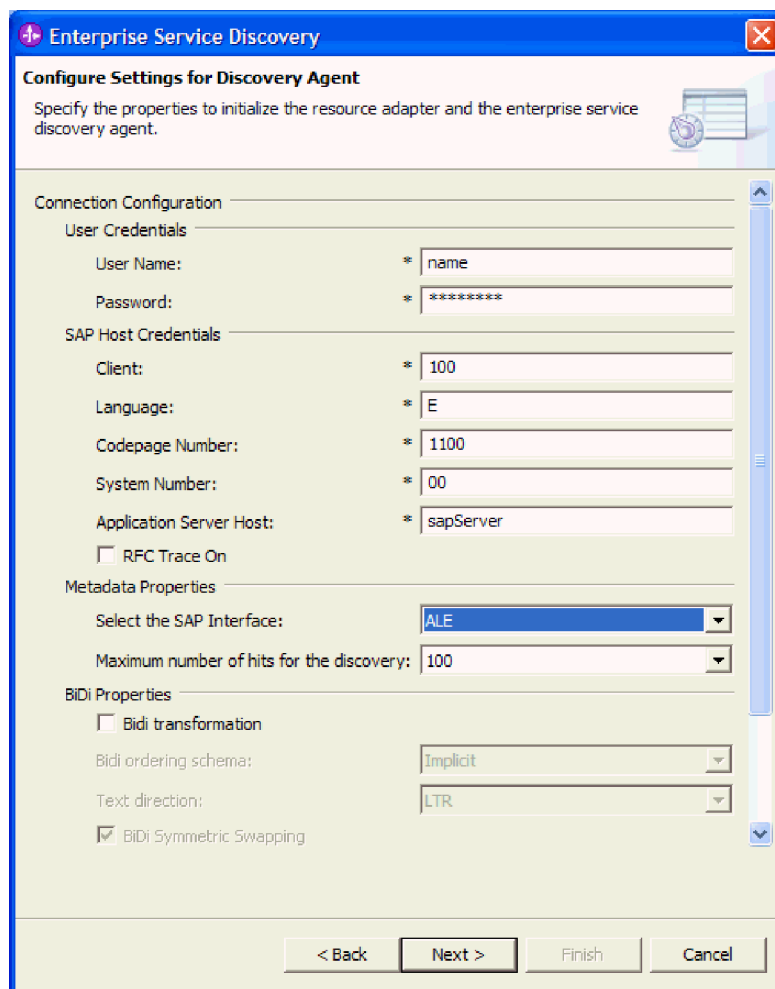 Enterprise Service Discovery
Configure Settings for Discovery Agent
Specify the properties to initialize the resource adapter and the enterprise service
discovery agent.
Connection Configuration
User Credentials
User Name: * name
Password: * ********
SAP Host Credentials
Client: * 100
Language: * E
Codepage Number: * 1100
System Number: * 00
Application Server Host: * sapServer
RFC Trace On
Metadata Properties
Select the SAP Interface: ALE
Maximum number of hits for the discovery: 100
BiDi Properties
Bidi transformation
Bidi ordering schema: Implicit
Text direction: LTR
BiDi Symmetric Swapping
< Back Next > Finish Cancel